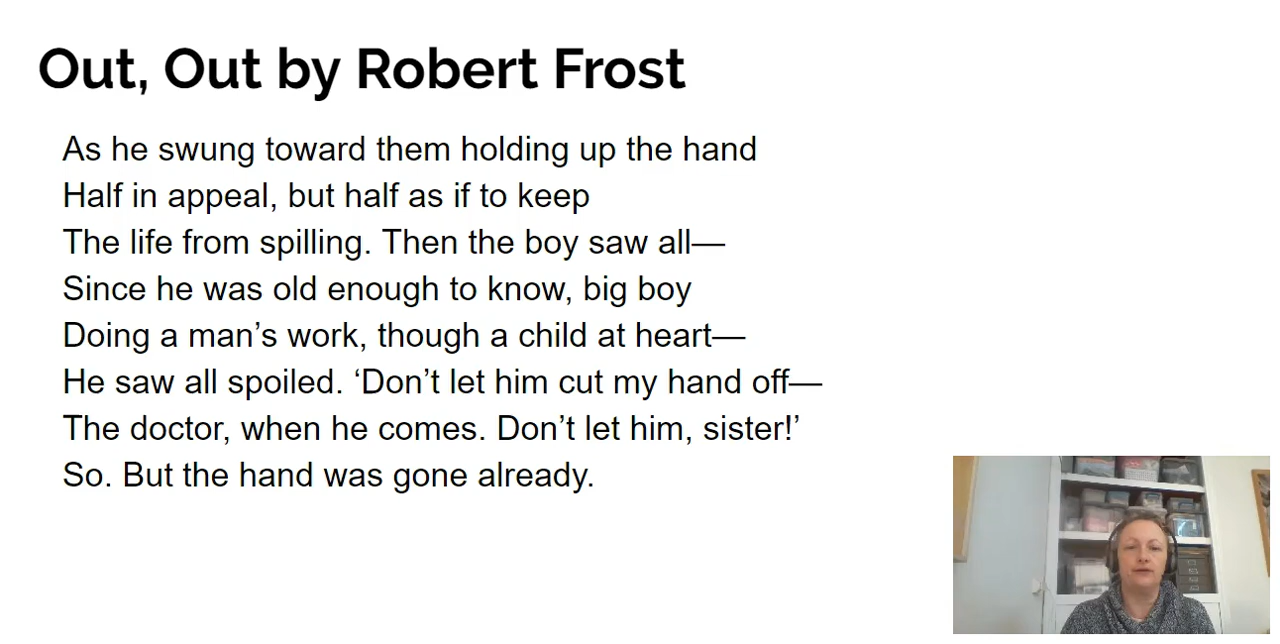 Out, Out by Robert Frost
As he swung toward them holding up the hand
Half in appeal, but half as if to keep
The life from spilling. Then the boy saw all—
Since he was old enough to know, big boy
Doing a man’s work, though a child at heart—
He saw all spoiled. ‘Don’t let him cut my hand off—
The doctor, when he comes. Don’t let him, sister!’
So. But the hand was gone already.